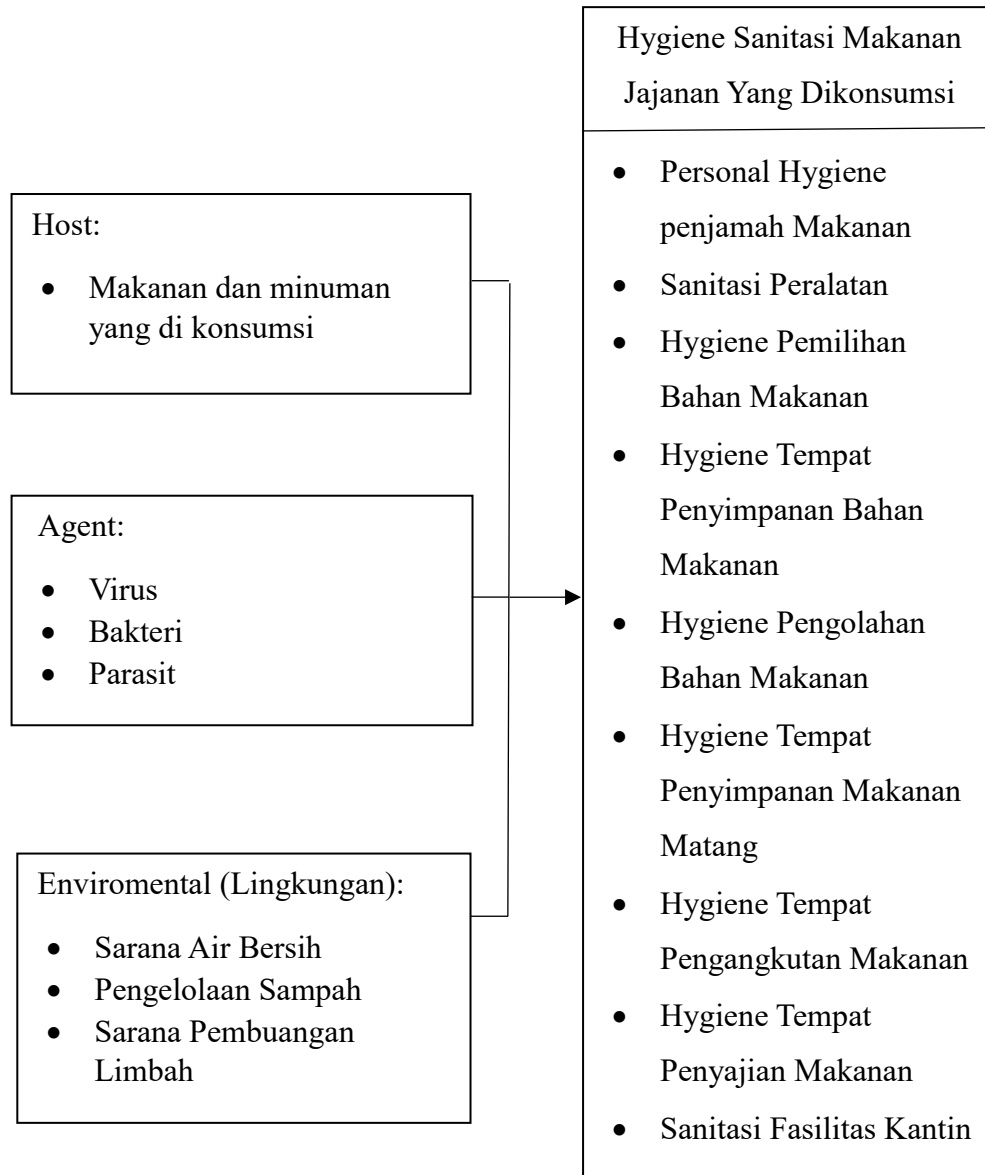 Host:
• Makanan dan minuman
yang di konsumsi
Agent:
• Virus
• Bakteri
• Parasit
Enviromental (Lingkungan):
• Sarana Air Bersih
• Pengelolaan Sampah
• Sarana Pembuangan
Limbah
Hygiene Sanitasi Makanan
Jajanan Yang Dikonsumsi
• Personal Hygiene
penjamah Makanan
• Sanitasi Peralatan
• Hygiene Pemilihan
Bahan Makanan
• Hygiene Tempat
Penyimpanan Bahan
Makanan
• Hygiene Pengolahan
Bahan Makanan
• Hygiene Tempat
Penyimpanan Makanan
Matang
• Hygiene Tempat
Pengangkutan Makanan
• Hygiene Tempat
Penyajian Makanan
• Sanitasi Fasilitas Kantin